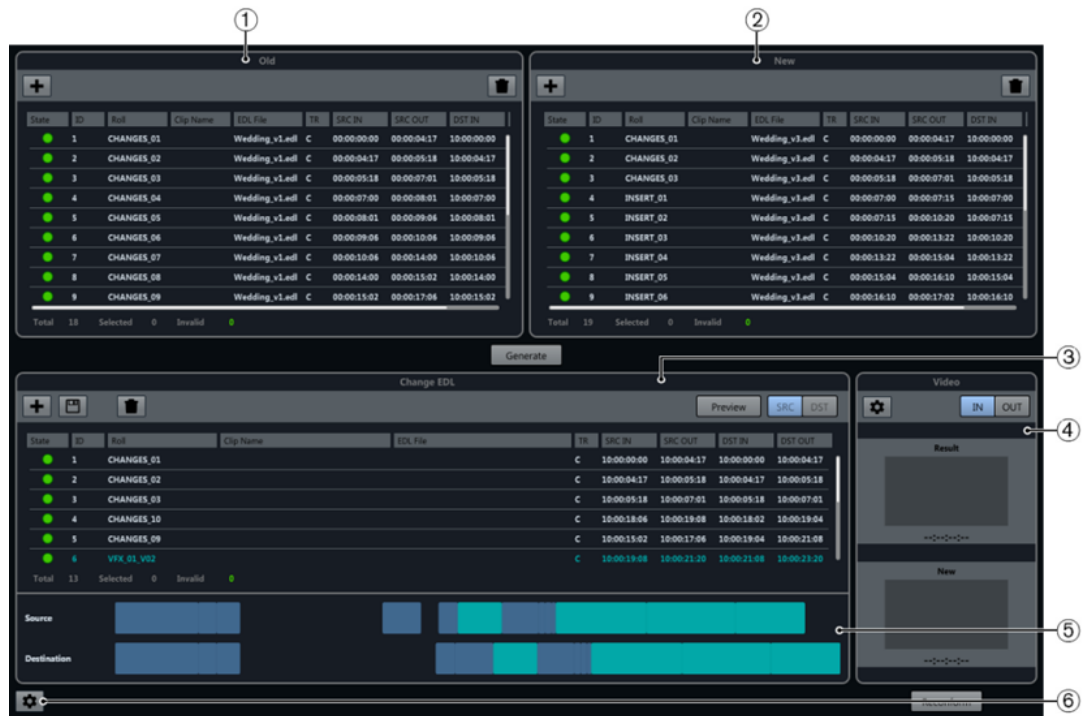 ① ②
Old
State ID Roll Clip Name EDL File TR SRC IN SRC OUT DST IN
1 CHANGES_01 Wedding_v1.edl C 00:00:00:00 00:00:04:17 10:00:00:00
2 CHANGES_02 Wedding_v1.edl C 00:00:04:17 00:00:05:18 10:00:04:17
3 CHANGES_03 Wedding_v1.edl C 00:00:05:18 00:00:07:01 10:00:05:18
4 CHANGES_04 Wedding_v1.edl C 00:00:07:00 00:00:08:01 10:00:07:00
5 CHANGES_05 Wedding_v1.edl C 00:00:08:01 00:00:09:06 10:00:08:01
6 CHANGES_06 Wedding_v1.edl C 00:00:09:06 00:00:10:06 10:00:09:06
7 CHANGES_07 Wedding_v1.edl C 00:00:10:06 00:00:14:00 10:00:10:06
8 CHANGES_08 Wedding_v1.edl C 00:00:14:00 00:00:15:02 10:00:14:00
9 CHANGES_09 Wedding_v1.edl C 00:00:15:02 00:00:17:06 10:00:15:02
Total 18 Selected 0 Invalid 0
New
State ID Roll Clip Name EDL File TR SRC IN SRC OUT DST IN
1 CHANGES_01 Wedding_v3.edl C 00:00:00:00 00:00:04:17 10:00:00:00
2 CHANGES_02 Wedding_v3.edl C 00:00:04:17 00:00:05:18 10:00:04:17
3 CHANGES_03 Wedding_v3.edl C 00:00:05:18 00:00:07:01 10:00:05:18
4 INSERT_01 Wedding_v3.edl C 00:00:07:00 00:00:07:15 10:00:07:00
5 INSERT_02 Wedding_v3.edl C 00:00:07:15 00:00:10:20 10:00:07:15
6 INSERT_03 Wedding_v3.edl C 00:00:10:20 00:00:13:22 10:00:10:20
7 INSERT_04 Wedding_v3.edl C 00:00:13:22 00:00:15:04 10:00:13:22
8 INSERT_05 Wedding_v3.edl C 00:00:15:04 00:00:16:10 10:00:15:04
9 INSERT_06 Wedding_v3.edl C 00:00:16:10 00:00:17:02 10:00:16:10
Total 19 Selected 0 Invalid 0
Generate
③
Change EDL
Preview SRC DST
State ID Roll Clip Name EDL File TR SRC IN SRC OUT DST IN DST OUT
1 CHANGES_01 C 10:00:00:00 10:00:04:17 10:00:00:00 10:00:04:17
2 CHANGES_02 C 10:00:04:17 10:00:05:18 10:00:04:17 10:00:05:18
3 CHANGES_03 C 10:00:05:18 10:00:07:01 10:00:05:18 10:00:07:01
4 CHANGES_10 C 10:00:18:06 10:00:19:08 10:00:18:02 10:00:19:04
5 CHANGES_09 C 10:00:15:02 10:00:17:06 10:00:19:04 10:00:21:08
6 VFX_01_V02 C 10:00:19:08 10:00:21:20 10:00:21:08 10:00:23:20
Total 13 Selected 0 Invalid 0
Source
Destination
Video
IN OUT
④
Result
--:--:--:--
New
--:--:--:--
⑤
Reconform
⑥